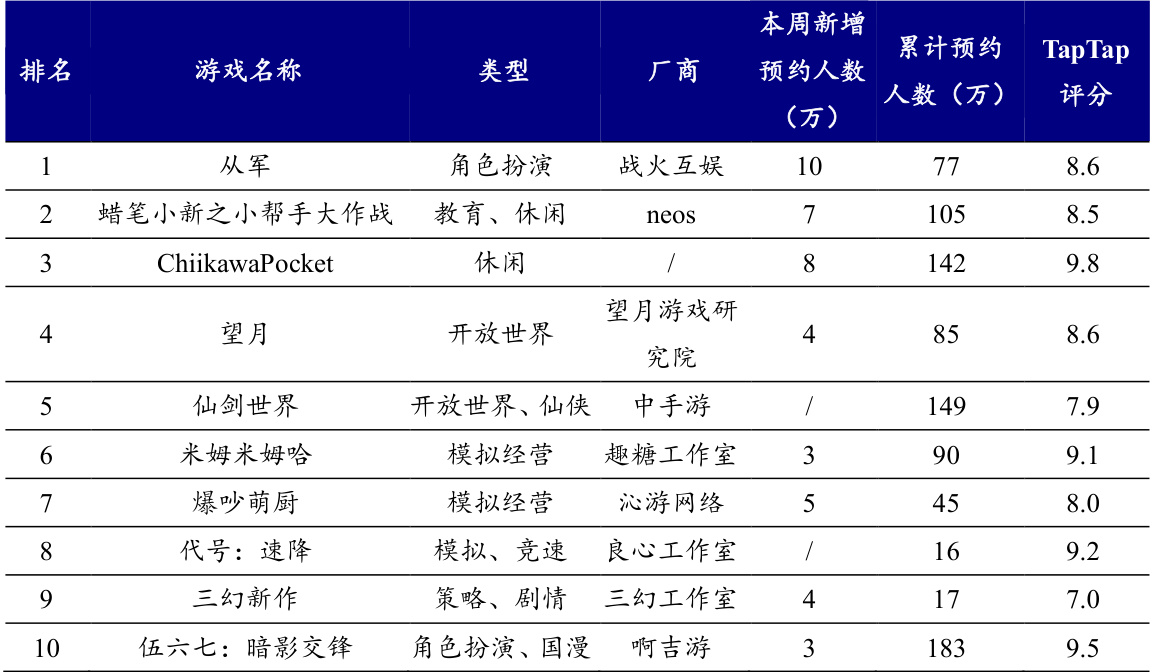 排名 游戏名称 类型 厂商 本周新增预约人数（万） 累计预约人数（万） TapTap评分
1 从军 角色扮演 战火互娱 10 77 8.6
2 蜡笔小新之小帮手大作战 教育、休闲 neos 7 105 8.5
3 ChiikawaPocket 休闲 / 8 142 9.8
4 望月 开放世界 望月游戏研究院 4 85 8.6
5 仙剑世界 开放世界、仙侠 中手游 / 149 7.9
6 米姆米姆哈 模拟经营 趣糖工作室 3 90 9.1
7 爆吵萌厨 模拟经营 沁游网络 5 45 8.0
8 代号：速降 模拟、竞速 良心工作室 / 16 9.2
9 三幻新作 策略、剧情 三幻工作室 4 17 7.0
10 伍六七：暗影交锋 角色扮演、国漫 啊吉游 3 183 9.5